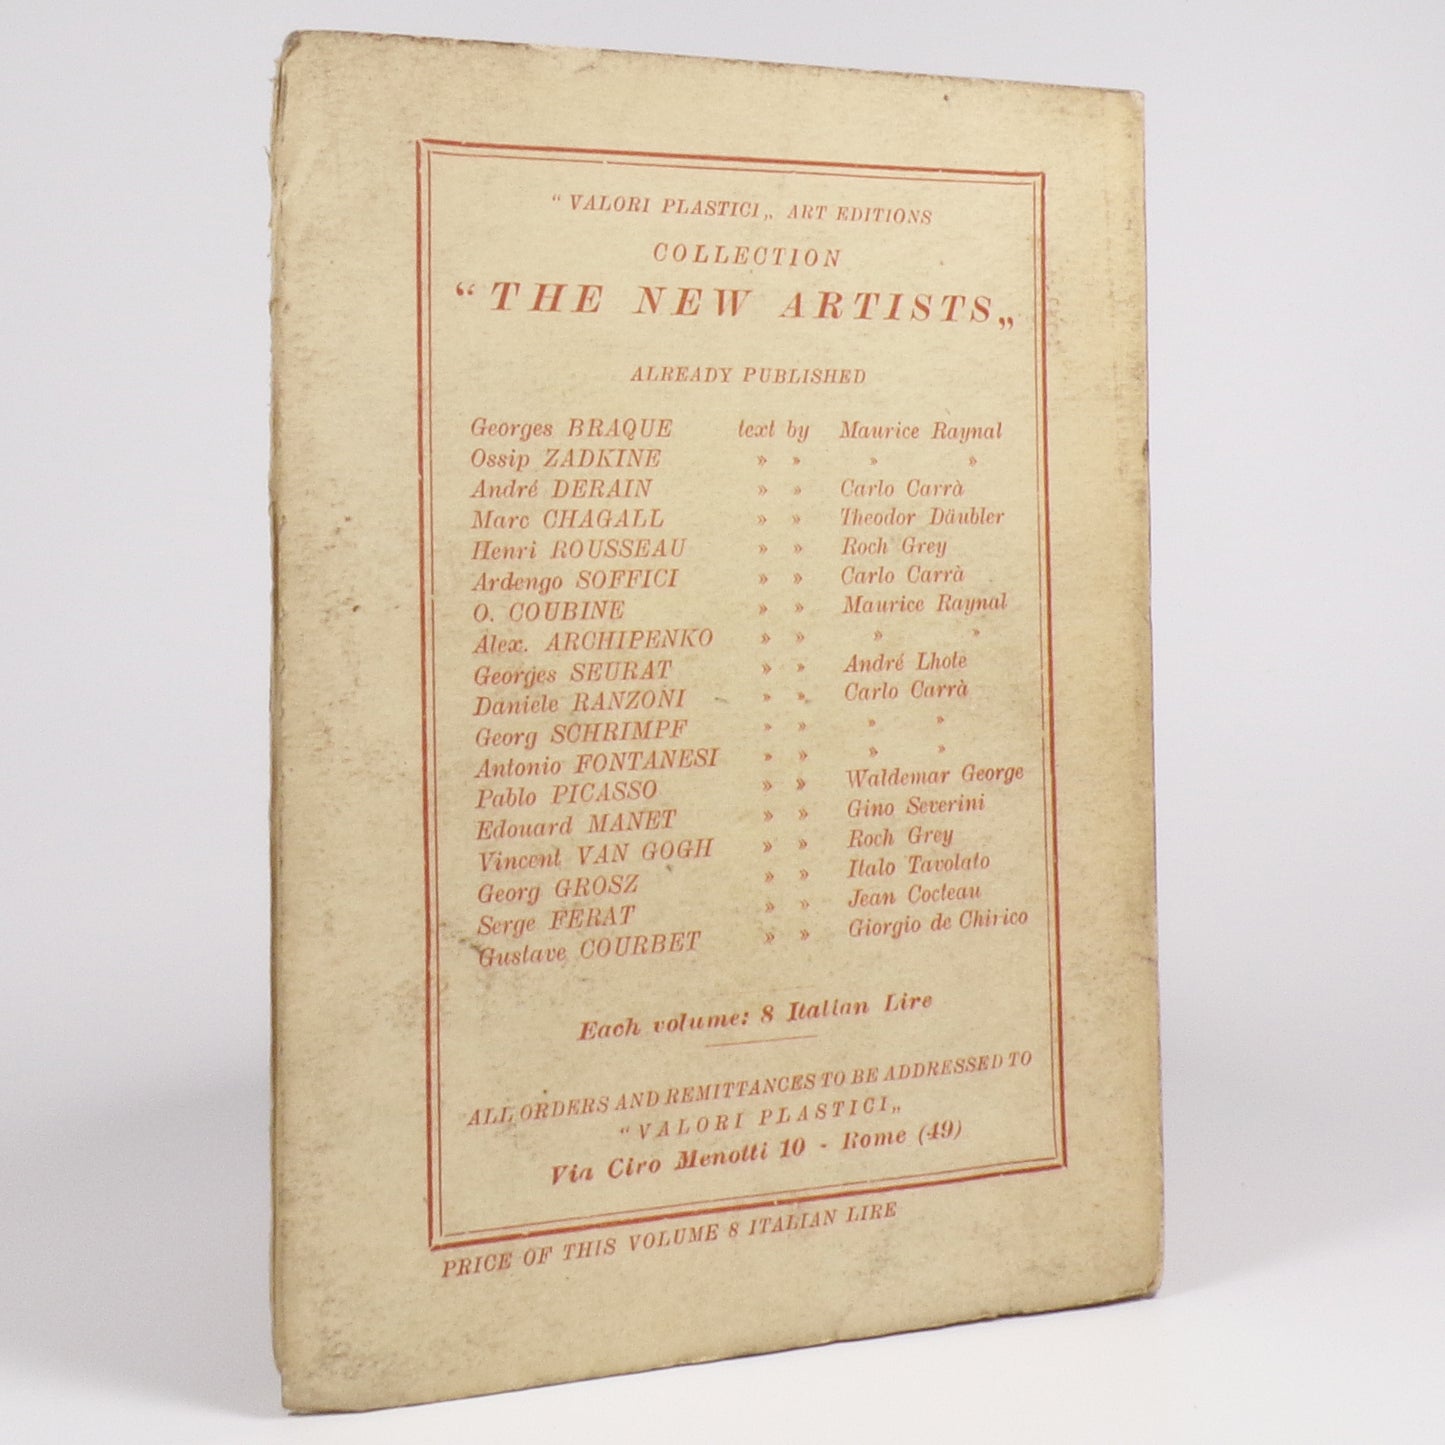 “ VALORI PLASTICI „ ART EDITIONS
COLLECTION
“ THE NEW ARTISTS „
ALREADY PUBLISHED
Georges BRAQUE text by Maurice Raynal
Ossip ZADKINE » » » »
André DERAIN » » Carlo Carrà
Marc CHAGALL » » Theodor Däubler
Henri ROUSSEAU » » Roch Grey
Ardengo SOFFICI » » Carlo Carrà
O. COUBINE » » Maurice Raynal
Alex. ARCHIPENKO » » » »
Georges SEURAT » » André Lhote
Daniele RANZONI » » Carlo Carrà
Georg SCHRIMPF » » » »
Antonio FONTANESI » » » »
Pablo PICASSO » » Waldemar George
Edouard MANET » » Gino Severini
Vincent VAN GOGH » » Roch Grey
Georg GROSZ » » Italo Tavolato
Serge FERAT » » Jean Cocteau
Gustave COURBET » » Giorgio de Chirico
Each volume: 8 Italian Lire
ALL ORDERS AND REMITTANCES TO BE ADDRESSED TO
“ VALORI PLASTICI „
Via Ciro Menotti 10 - Rome (49)
PRICE OF THIS VOLUME 8 ITALIAN LIRE